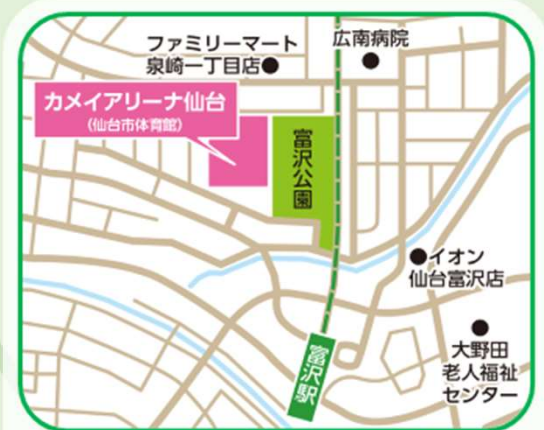 ファミリーマート
泉崎一丁目店
広南病院
カメイアリーナ仙台
(仙台市体育館)
富沢公園
イオン
仙台富沢店
富沢駅
大野田
老人福祉
センター